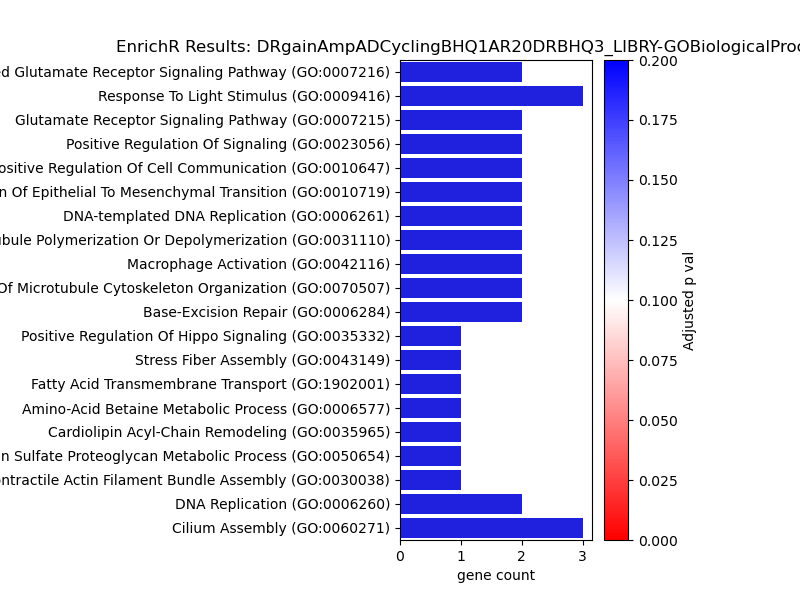 EnrichR Results: DRgainAmpADCyclingBHQ1AR20DRBHQ3_LIBRY-GOBiologicalProc
Glutamate Receptor Signaling Pathway (GO:0007216)
Response To Light Stimulus (GO:0009416)
Glutamate Receptor Signaling Pathway (GO:0007215)
Positive Regulation Of Signaling (GO:0023056)
ositive Regulation Of Cell Communication (GO:0010647)
n Of Epithelial To Mesenchymal Transition (GO:0010719)
DNA-templated DNA Replication (GO:0006261)
bule Polymerization Or Depolymerization (GO:0031110)
Macrophage Activation (GO:0042116)
Of Microtubule Cytoskeleton Organization (GO:0070507)
Base-Excision Repair (GO:0006284)
Positive Regulation Of Hippo Signaling (GO:0035332)
Stress Fiber Assembly (GO:0043149)
Fatty Acid Transmembrane Transport (GO:1902001)
Amino-Acid Betaine Metabolic Process (GO:0006577)
Cardiolipin Acyl-Chain Remodeling (GO:0035965)
n Sulfate Proteoglycan Metabolic Process (GO:0050654)
ontractile Actin Filament Bundle Assembly (GO:0030038)
DNA Replication (GO:0006260)
Cilium Assembly (GO:0060271)
0 1 2 3
gene count
0.200
0.175
0.150
0.125
0.100
0.075
0.050
0.025
0.000
Adjusted p val